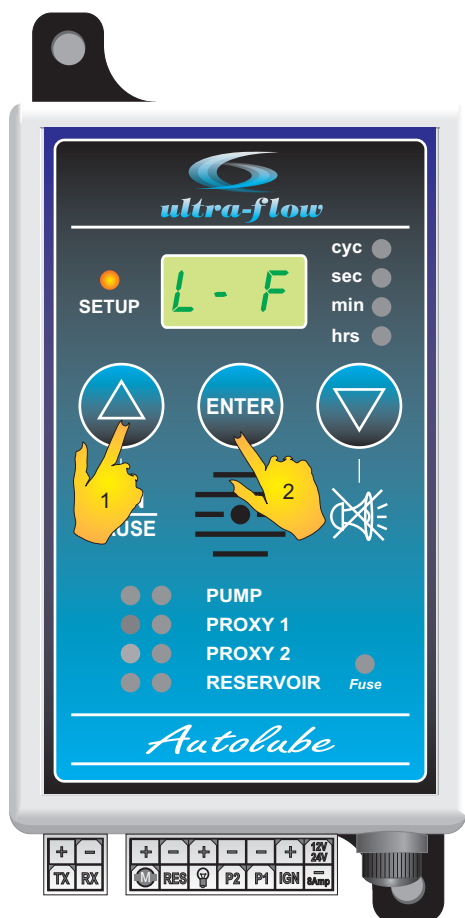 ultra-flow
cyc
sec
min
hrs
SETUP
L - F
ENTER
1
2
PUMP
PROXY 1
PROXY 2
RESERVOIR
Fuse
Autolube
+ - + - + - - + 12V 24V
TX RX M RES P2 P1 IGN 8Amp